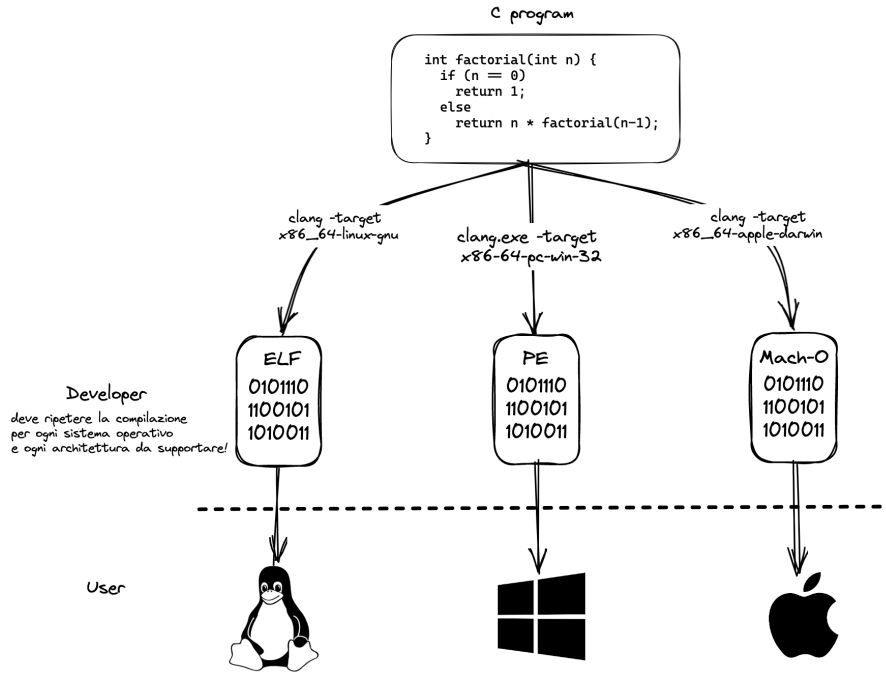 C program
int factorial(int n) {
if (n == 0)
return 1;
else
return n * factorial(n-1);
}
clang -target
x86_64-linux-gnu
clang.exe -target
x86-64-pc-win-32
clang -target
x86_64-apple-darwin
ELF
0101110
1100101
1010011
PE
0101110
1100101
1010011
Mach-O
0101110
1100101
1010011
Developer
deve ripetere la compilazione
per ogni sistema operativo
e ogni architettura da supportare!
User